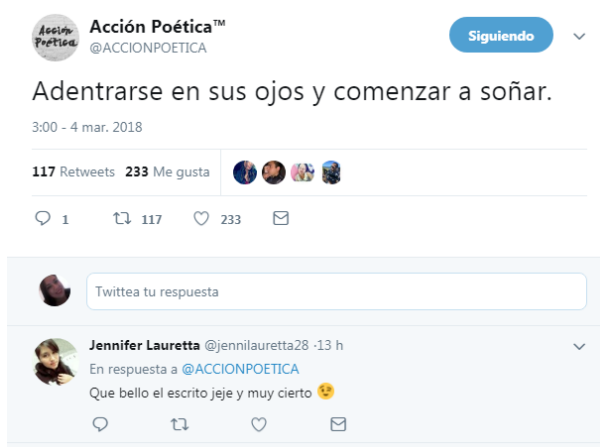 Acción Poética
Acción Poética™
@ACCIONPOETICA
Siguiendo
Adentrarse en sus ojos y comenzar a soñar.
3:00 - 4 mar. 2018
117 Retweets 233 Me gusta
1 117 233
Twittea tu respuesta
Jennifer Lauretta @jennilauretta28 ·13 h
En respuesta a @ACCIONPOETICA
Que bello el escrito jeje y muy cierto 😉